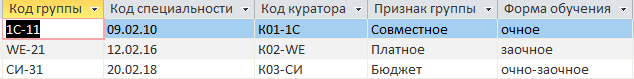 Код группы Код специальности Код куратора Признак группы Форма обучения
1С-11 09.02.10 К01-1С Совместное очное
WE-21 12.02.16 К02-WE Платное заочное
СИ-31 20.02.18 К03-СИ Бюджет очно-заочное